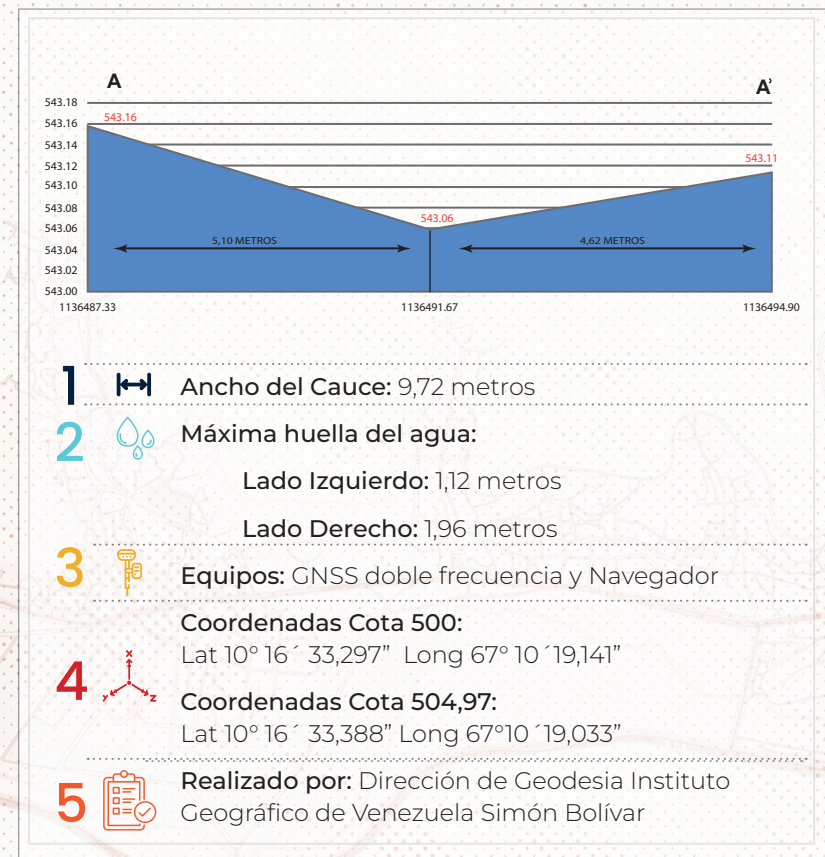 A A’
543.18
543.16 543.16
543.14
543.12 543.11
543.10
543.08
543.06 543.06
543.04 5,10 METROS 4,62 METROS
543.02
543.00
1136487.33 1136491.67 1136494.90
1 Ancho del Cauce: 9,72 metros
2 Máxima huella del agua:
Lado Izquierdo: 1,12 metros
Lado Derecho: 1,96 metros
3 Equipos: GNSS doble frecuencia y Navegador
Coordenadas Cota 500:
Lat 10° 16´ 33,297” Long 67° 10´19,141”
4 x y z
Coordenadas Cota 504,97:
Lat 10° 16´ 33,388” Long 67°10´19,033”
5 Realizado por: Dirección de Geodesia Instituto
Geográfico de Venezuela Simón Bolívar